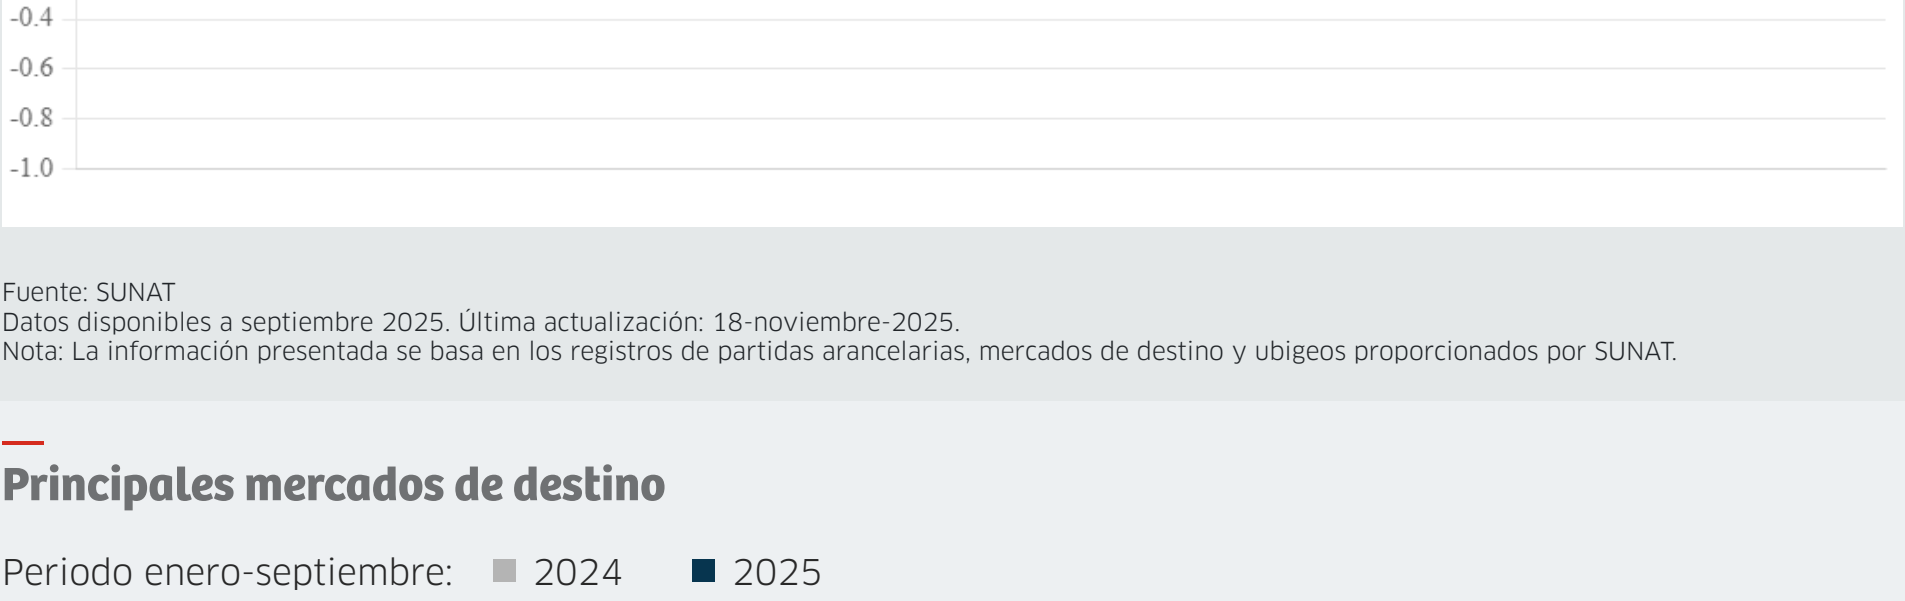 -0.4
-0.6
-0.8
-1.0
Fuente: SUNAT
Datos disponibles a septiembre 2025. Última actualización: 18-noviembre-2025.
Nota: La información presentada se basa en los registros de partidas arancelarias, mercados de destino y ubigeos proporcionados por SUNAT.
Principales mercados de destino
Periodo enero-septiembre: 2024 2025